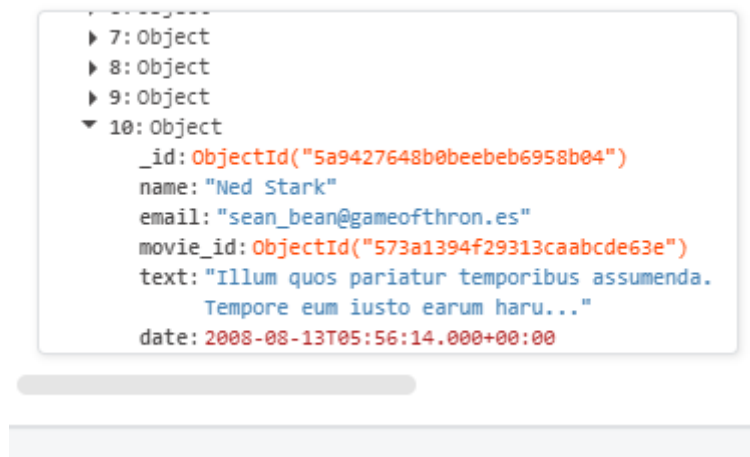 7: Object
8: Object
9: Object
10: Object
_id: ObjectId("5a9427648b0beebeb6958b04")
name: "Ned Stark"
email: "sean_bean@gameofthron.es"
movie_id: ObjectId("573a1394f29313caabcde63e")
text: "Illum quos pariatur temporibus assumenda.
Tempore eum iusto earum haru..."
date: 2008-08-13T05:56:14.000+00:00